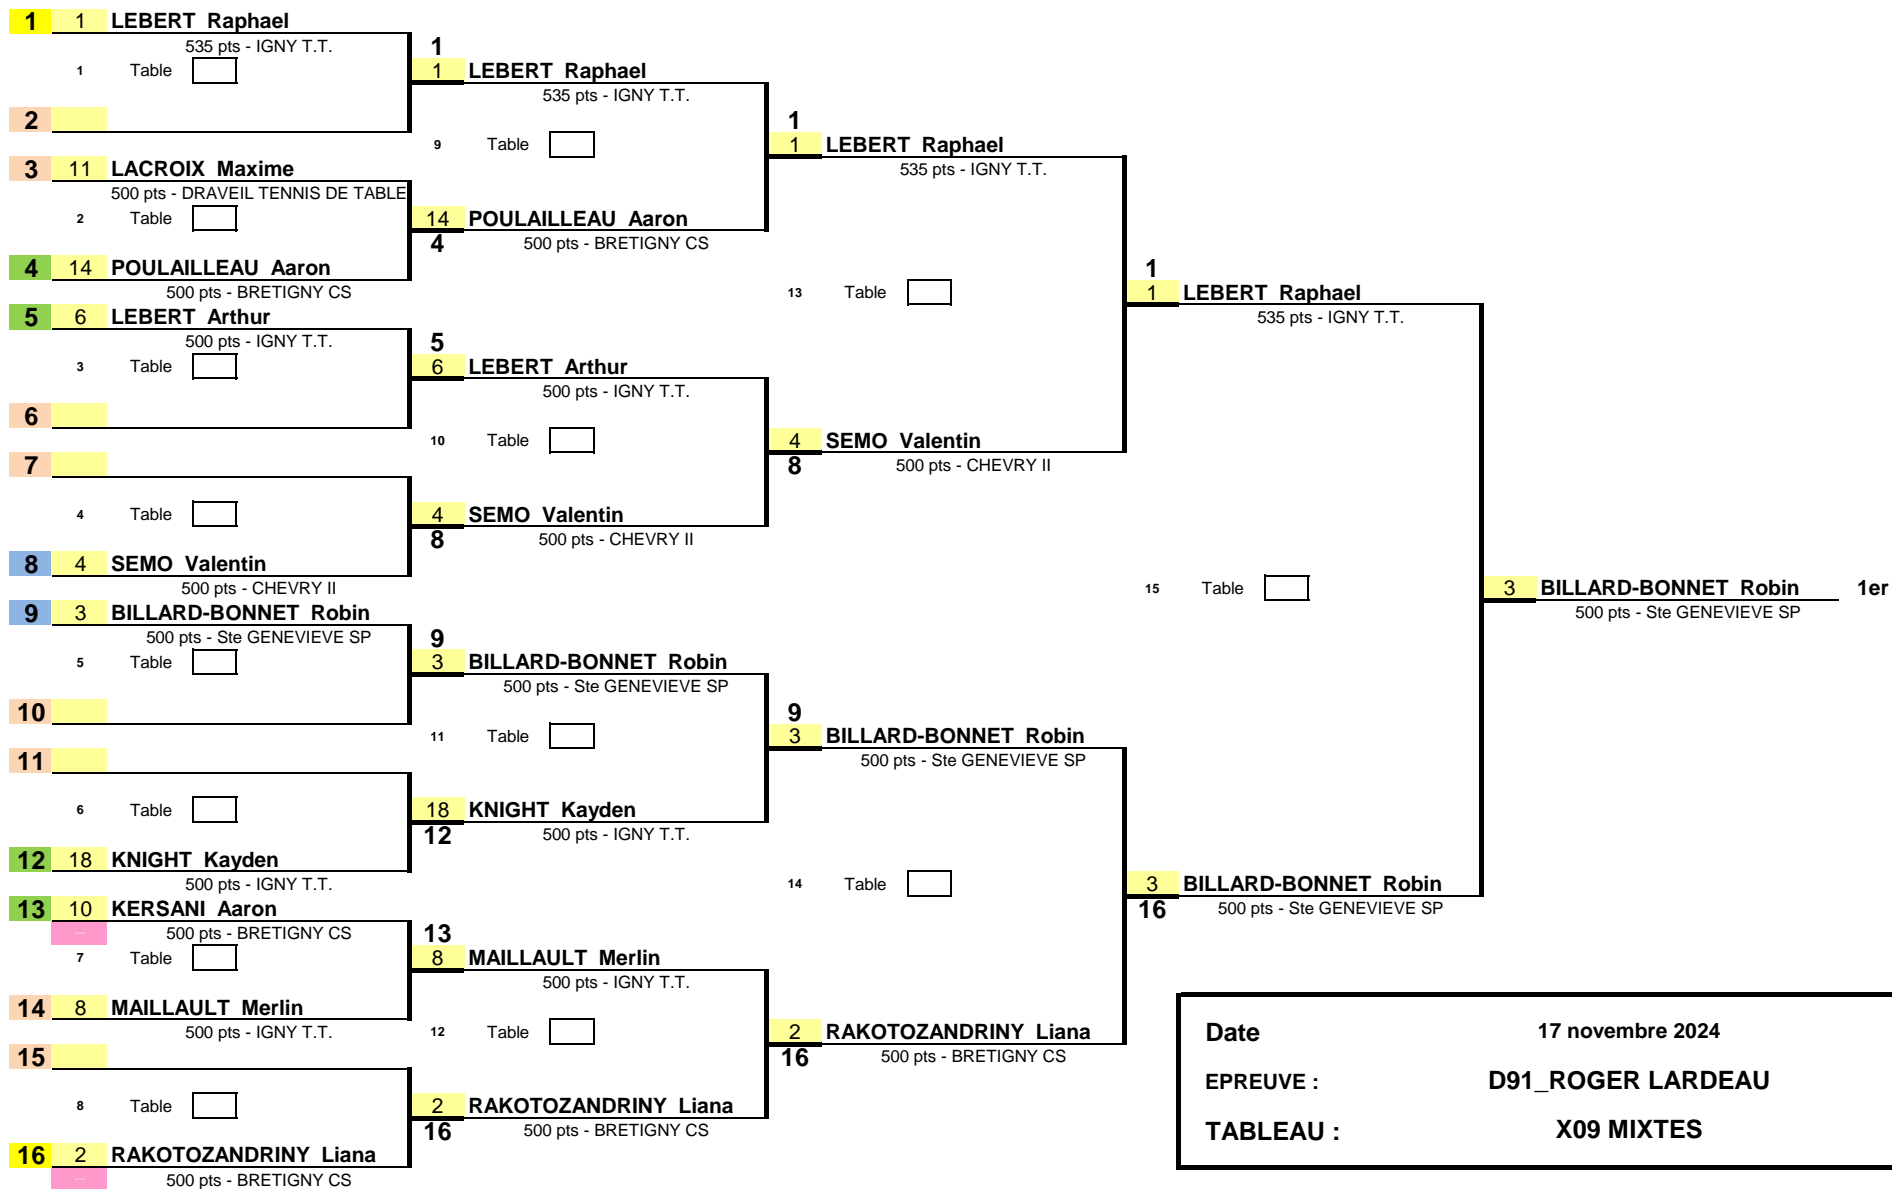 1 1 LEBERT Raphael
535 pts - IGNY T.T.
1 Table
2
3 11 LACROIX Maxime
500 pts - DRAVEIL TENNIS DE TABLE
2 Table
4 14 POULAILLEAU Aaron
500 pts - BRETIGNY CS
5 6 LEBERT Arthur
500 pts - IGNY T.T.
3 Table
6
7
4 Table
8 4 SEMO Valentin
500 pts - CHEVRY II
9 3 BILLARD-BONNET Robin
500 pts - Ste GENEVIEVE SP
5 Table
10
11
6 Table
12 18 KNIGHT Kayden
500 pts - IGNY T.T.
13 10 KERSANI Aaron
500 pts - BRETIGNY CS
7 Table
14 8 MAILLAULT Merlin
500 pts - IGNY T.T.
15
8 Table
16 2 RAKOTOZANDRINY Liana
500 pts - BRETIGNY CS
1
1 LEBERT Raphael
535 pts - IGNY T.T.
9 Table
14 POULAILLEAU Aaron
4 500 pts - BRETIGNY CS
5
6 LEBERT Arthur
500 pts - IGNY T.T.
10 Table
4 SEMO Valentin
8 500 pts - CHEVRY II
9
3 BILLARD-BONNET Robin
500 pts - Ste GENEVIEVE SP
11 Table
18 KNIGHT Kayden
12 500 pts - IGNY T.T.
13
8 MAILLAULT Merlin
500 pts - IGNY T.T.
12 Table
2 RAKOTOZANDRINY Liana
16 500 pts - BRETIGNY CS
1
1 LEBERT Raphael
535 pts - IGNY T.T.
13 Table
4 SEMO Valentin
8 500 pts - CHEVRY II
9
3 BILLARD-BONNET Robin
500 pts - Ste GENEVIEVE SP
14 Table
2 RAKOTOZANDRINY Liana
16 500 pts - BRETIGNY CS
1
1 LEBERT Raphael
535 pts - IGNY T.T.
15 Table
3 BILLARD-BONNET Robin
16 500 pts - Ste GENEVIEVE SP
3 BILLARD-BONNET Robin 1er
500 pts - Ste GENEVIEVE SP
Date 17 novembre 2024
EPREUVE : D91_ROGER LARDEAU
TABLEAU : X09 MIXTES